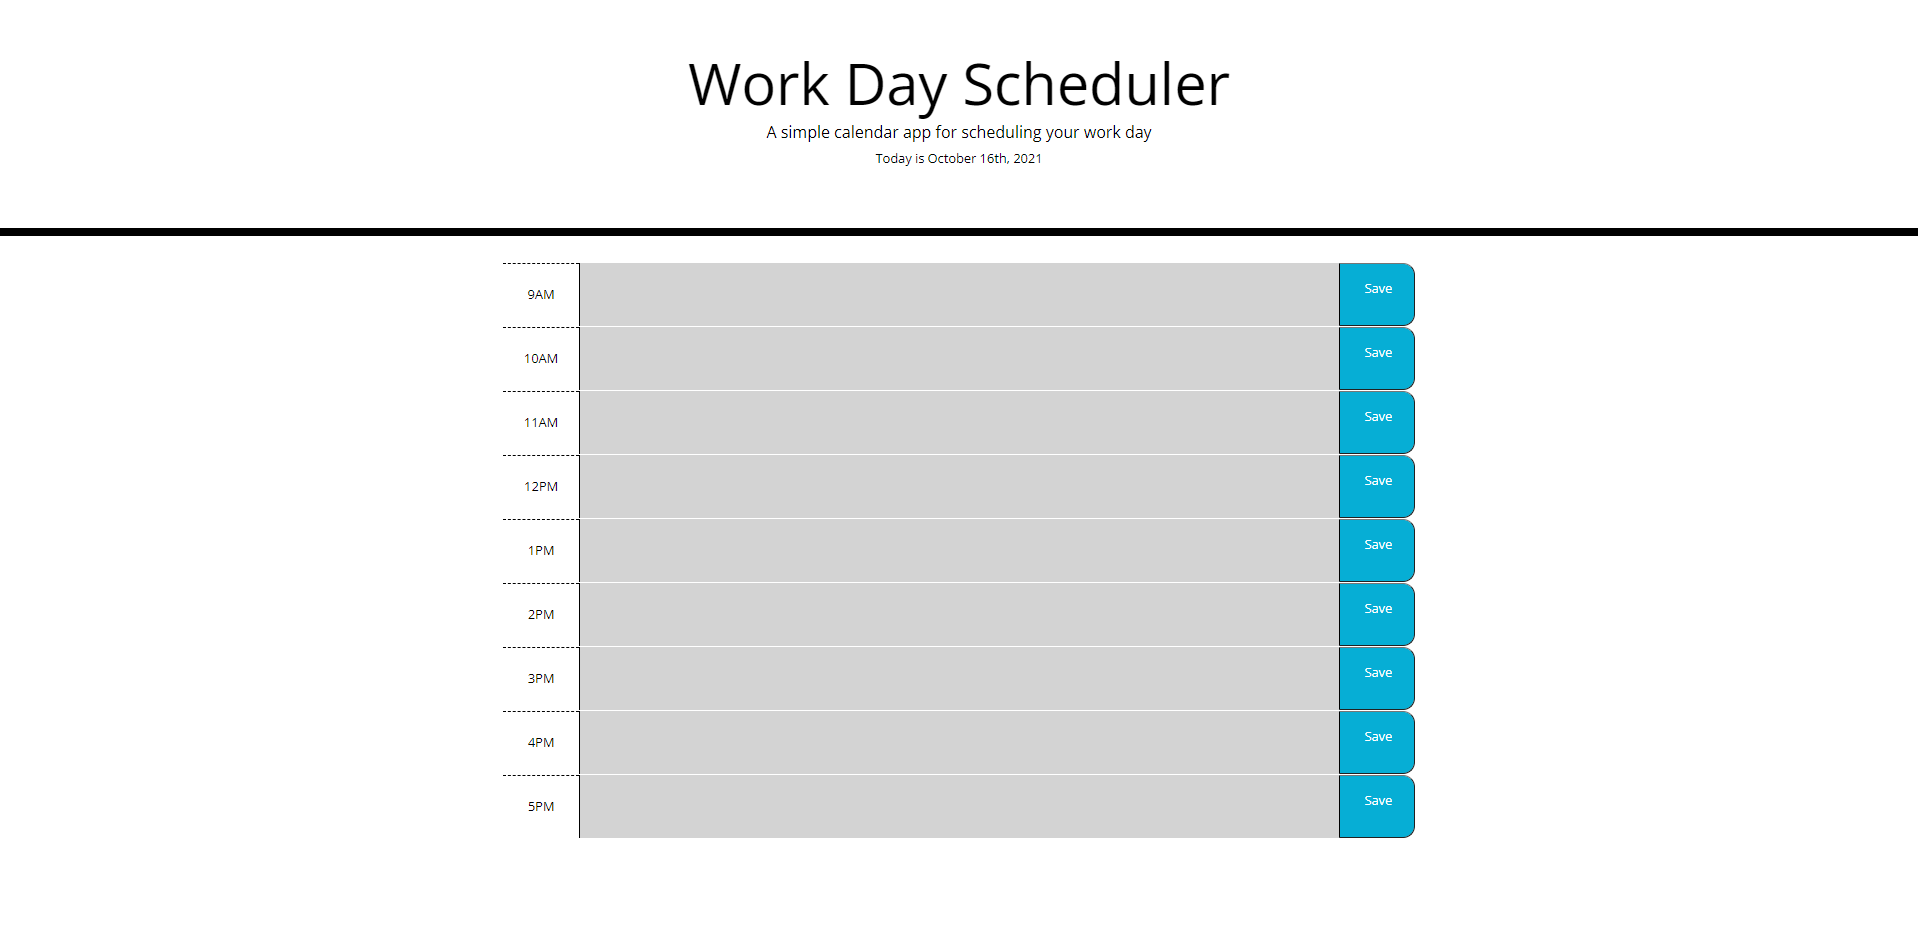 Work Day Scheduler
A simple calendar app for scheduling your work day
Today is October 16th, 2021
9AM Save
10AM Save
11AM Save
12PM Save
1PM Save
2PM Save
3PM Save
4PM Save
5PM Save